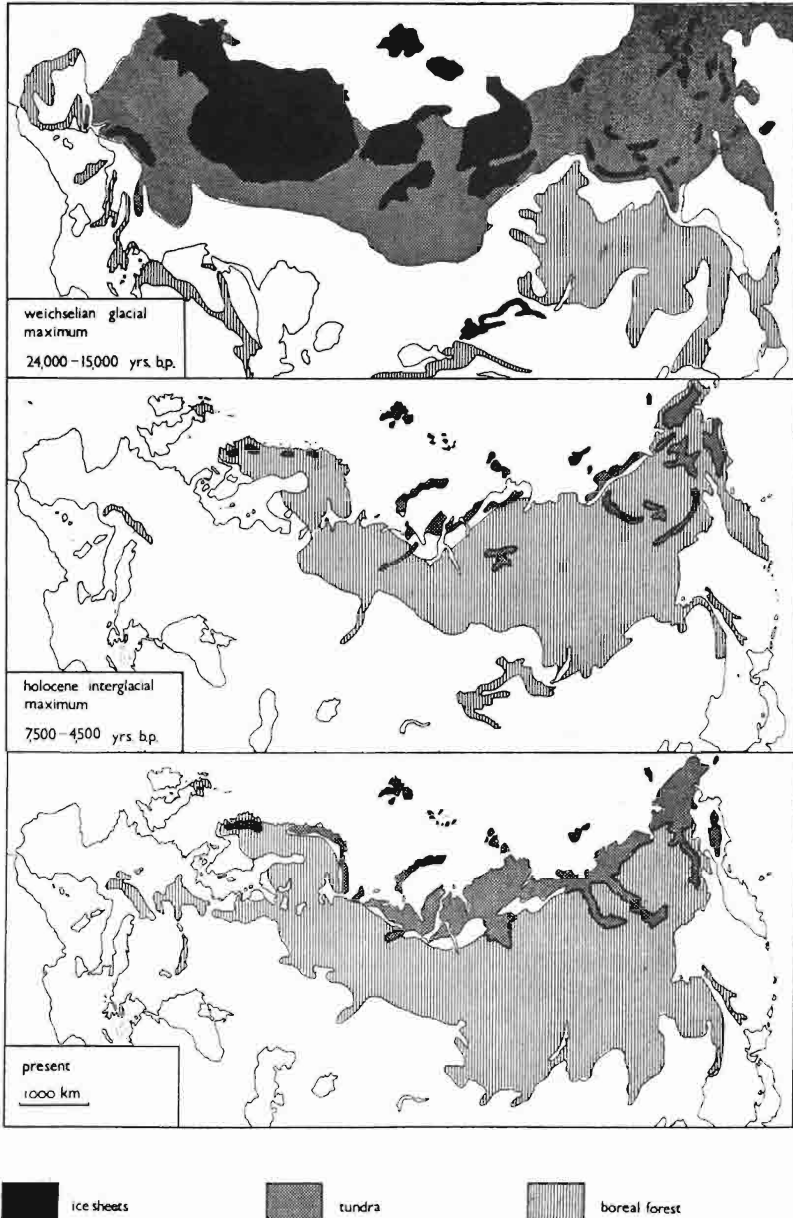 weichselian glacial
maximum
24,000–15,000 yrs. b.p.
holocene interglacial
maximum
7,500–4,500 yrs. b.p.
present
1000 km
ice sheets
tundra
boreal forest